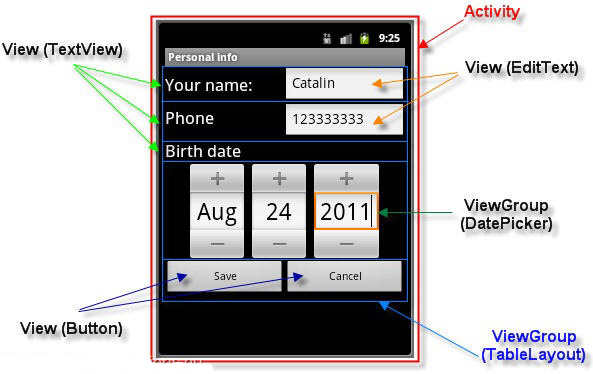 Activity
9:25
Personal info
View (TextView)
Your name:
Catalin
View (EditText)
Phone
123333333
Birth date
+ + +
Aug 24 2011
- - -
ViewGroup
(DatePicker)
Save
Cancel
View (Button)
ViewGroup
(TableLayout)